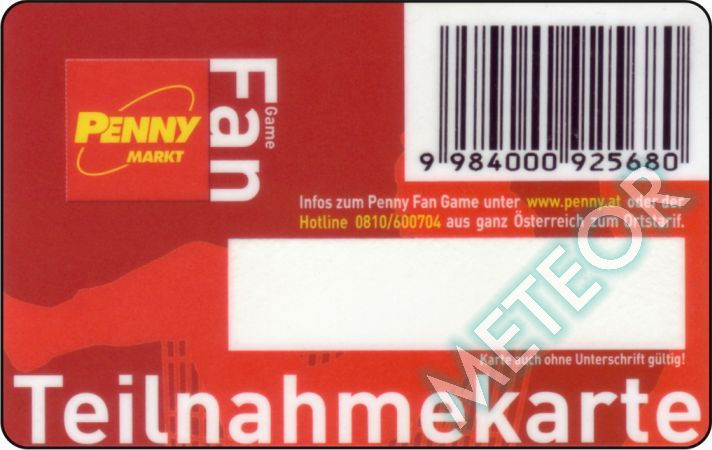 PENNY
MARKT
Fan
Game
9 984000 925680
Infos zum Penny Fan Game unter www.penny.at oder der
Hotline 0810/600704 aus ganz Österreich zum Ortstarif.
Karte auch ohne Unterschrift gültig!
Teilnahmekarte
METEOR